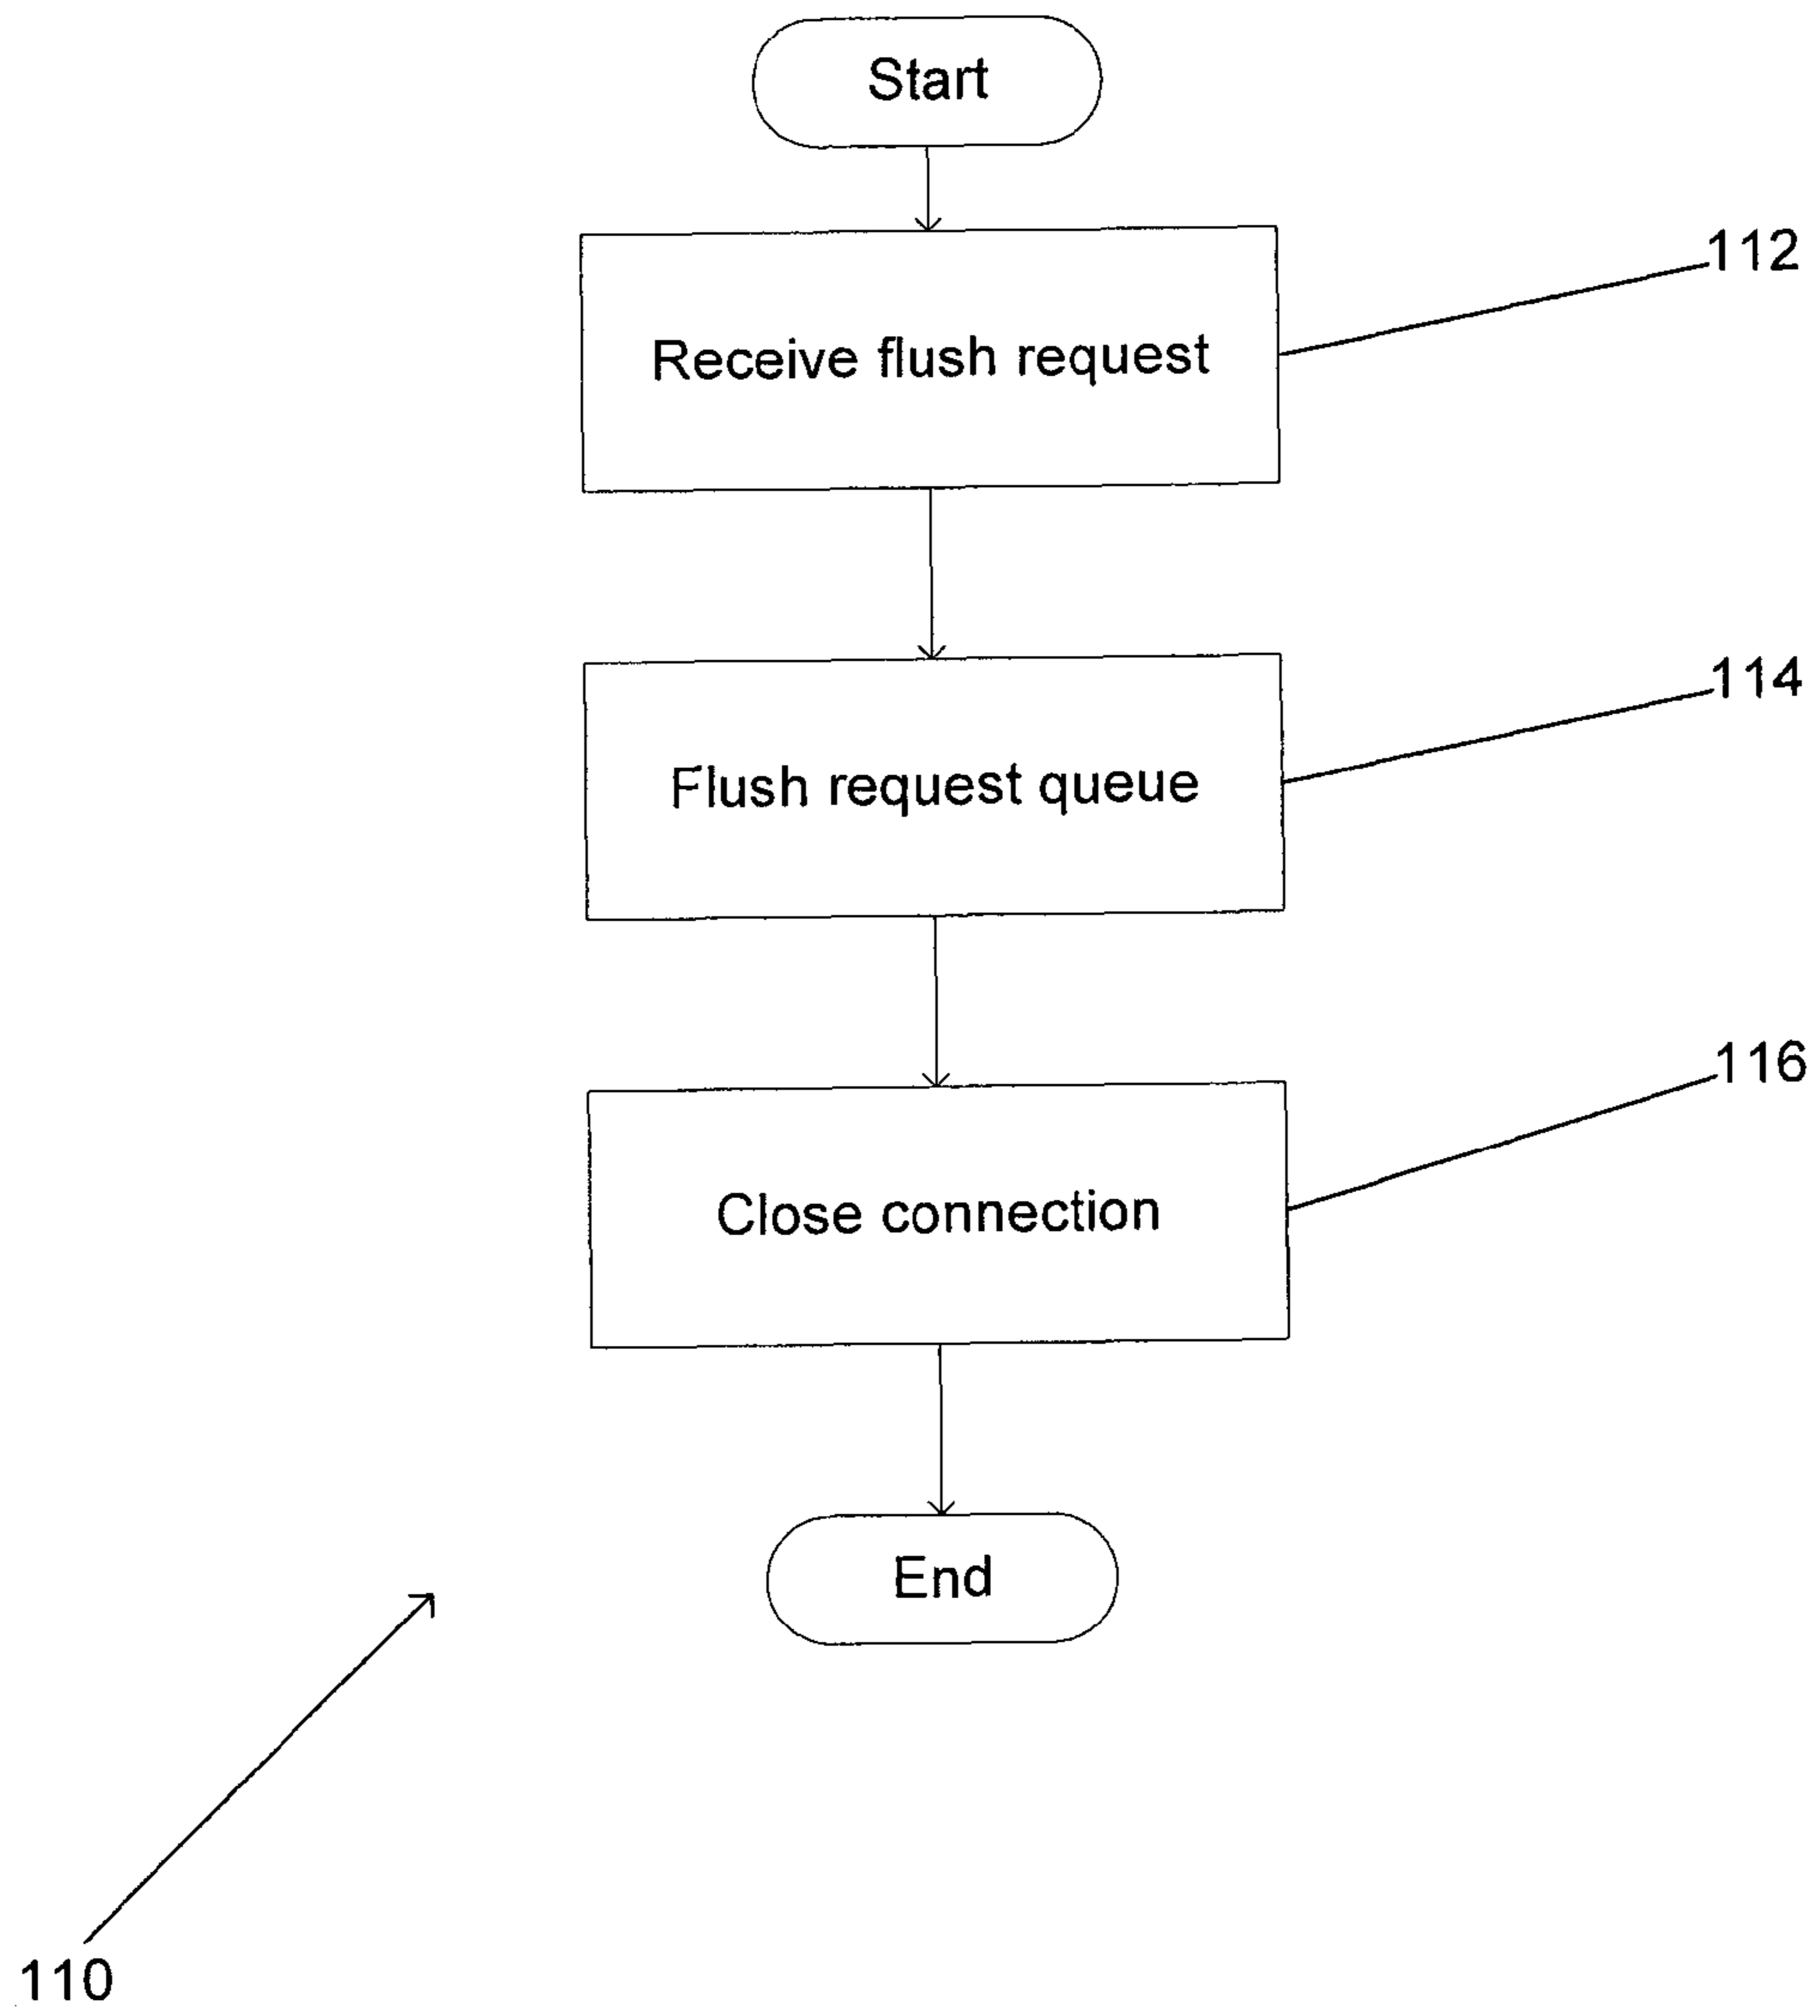 Start
Receive flush request
112
Flush request queue
114
Close connection
116
End
110